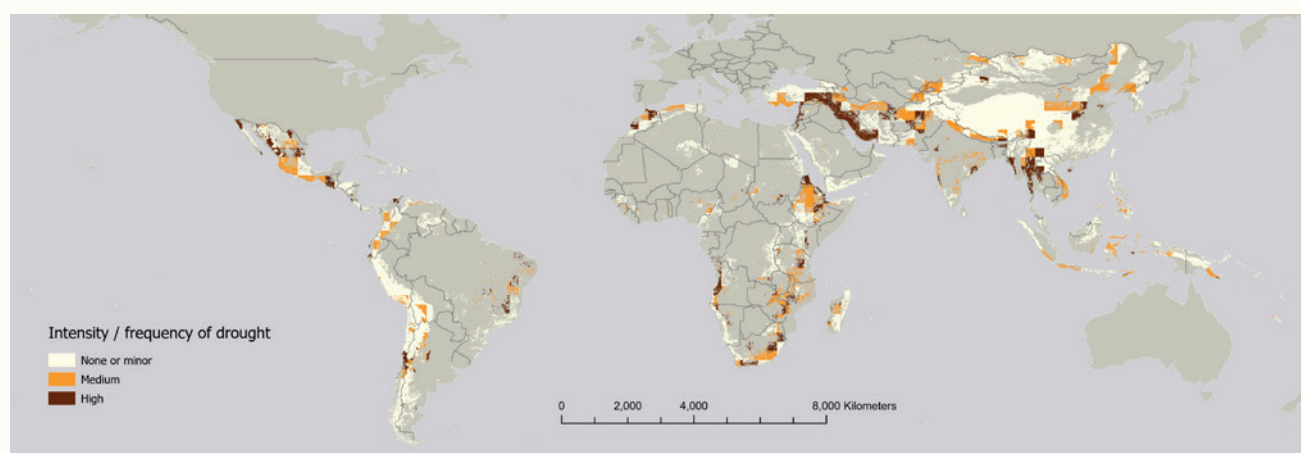 Intensity / frequency of drought
None or minor
Medium
High
0 2,000 4,000 8,000 Kilometers